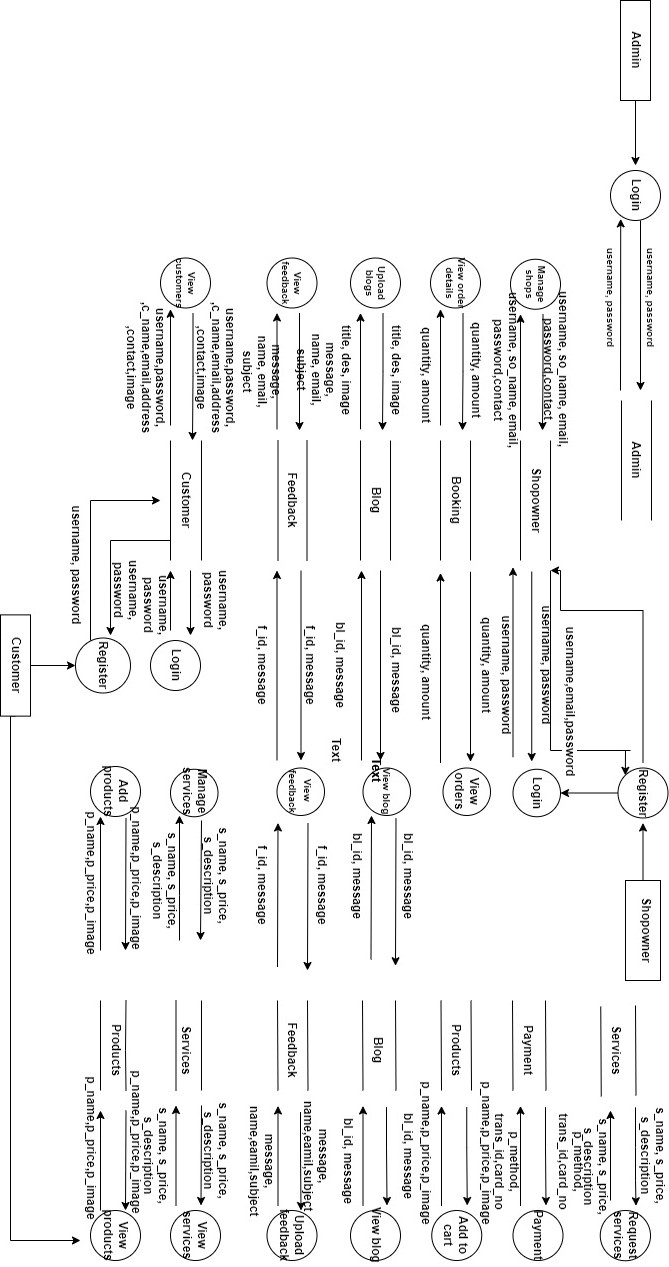 Admin
Login
username, password
username, password
Admin
Manage
shops
username, so_name, email,
password,contact
username, so_name, email,
password,contact
Shopowner
username, password
username, password
username,email,password
Login
Register
Shopowner
View order
details
quantity, amount
quantity, amount
Booking
quantity, amount
quantity, amount
View
orders
Upload
blogs
title, des, image
title, des, image
Blog
bl_id, message
bl_id, message
Text
Text
View blog
bl_id, message
bl_id, message
View
feedback
message,
name, email,
subject
message,
name, email,
subject
Feedback
f_id, message
f_id, message
View
feedback
f_id, message
f_id, message
View
customers
username,password,
,c_name,email,address
,contact,image
username,password,
,c_name,email,address
,contact,image
Customer
username,
password
username,
password
username,
password
username, password
Login
Register
Customer
Manage
services
s_name, s_price,
s_description
s_name, s_price,
s_description
Add
products
p_name,p_price,p_image
p_name,p_price,p_image
Services
s_name, s_price,
s_description
s_name, s_price,
s_description
p_method,
trans_id,card_no
Request
services
Payment
p_method,
trans_id,card_no
Payment
Products
p_name,p_price,p_image
p_name,p_price,p_image
Add to
cart
Blog
bl_id, message
bl_id, message
View blog
Feedback
message,
name,eamil,subject
message,
name,eamil,subject
Upload
feedback
Services
s_name, s_price,
s_description
s_name, s_price,
s_description
View
services
Products
p_name,p_price,p_image
p_name,p_price,p_image
View
products